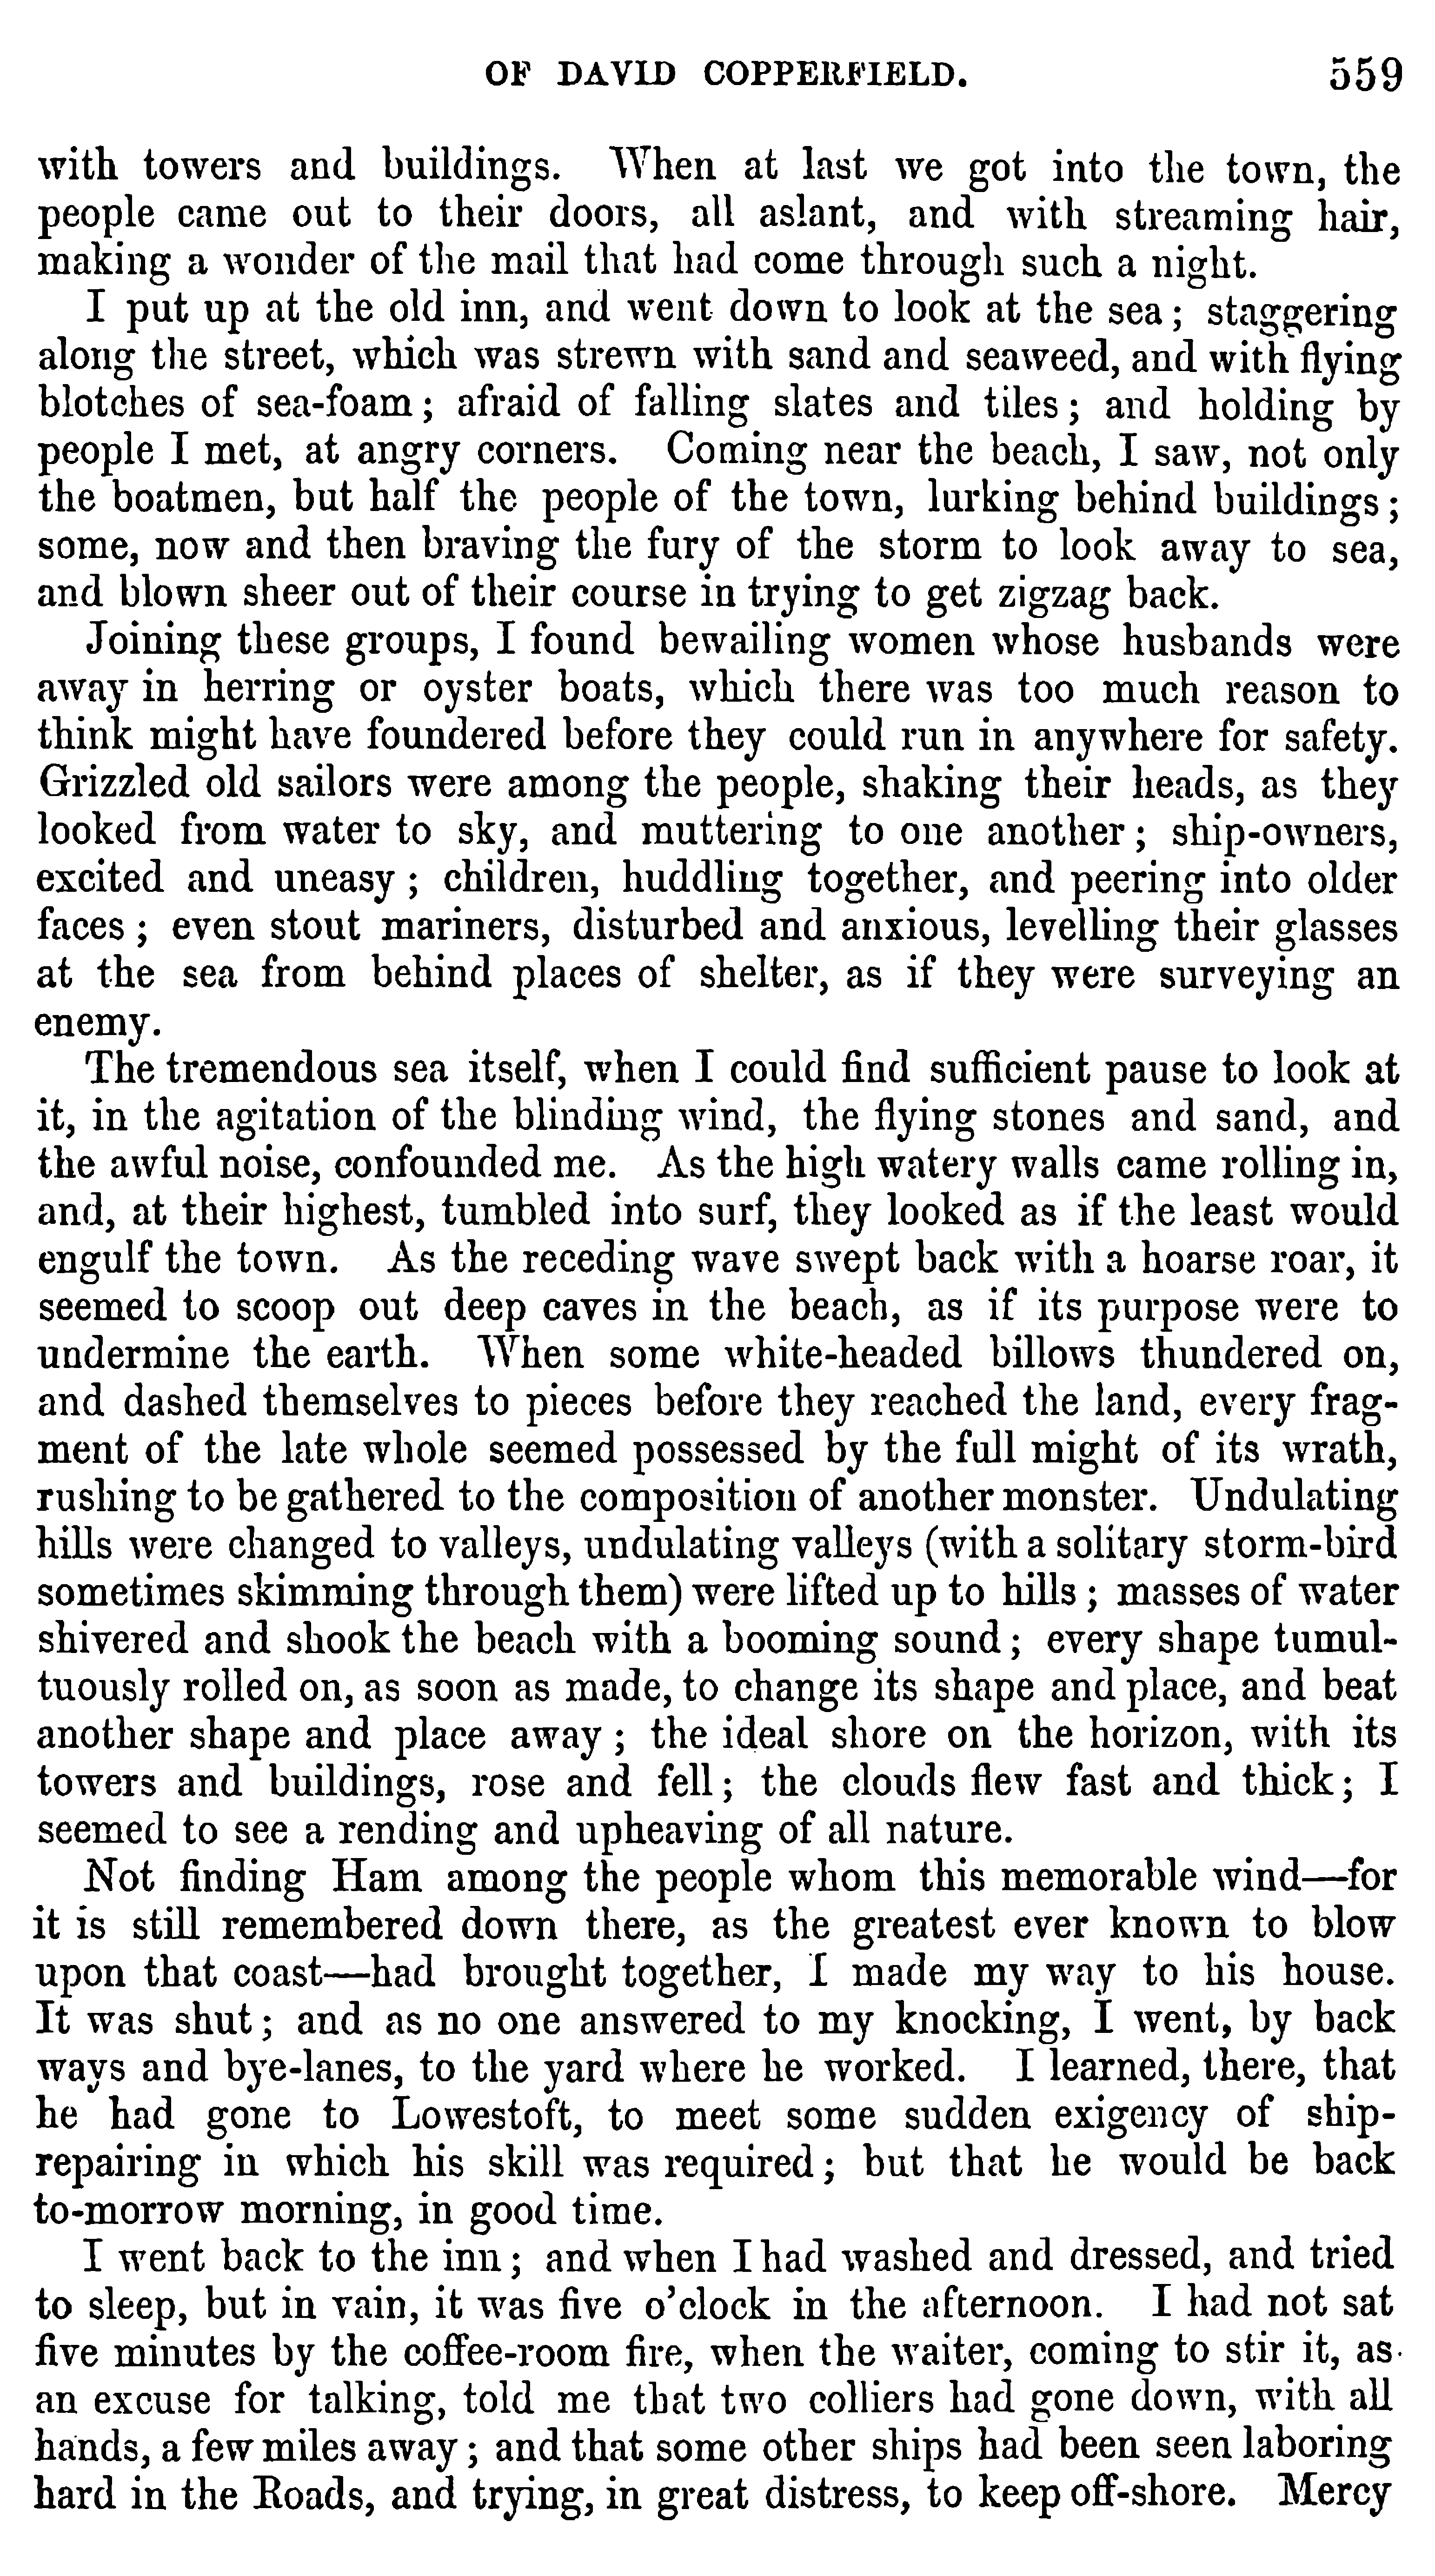 OF DAVID COPPERFIELD. 559
with towers and buildings. When at last we got into the town, the
people came out to their doors, all aslant, and with streaming hair,
making a wonder of the mail that had come through such a night.
I put up at the old inn, and went down to look at the sea; staggering
along the street, which was strewn with sand and seaweed, and with flying
blotches of sea-foam; afraid of falling slates and tiles; and holding by
people I met, at angry corners. Coming near the beach, I saw, not only
the boatmen, but half the people of the town, lurking behind buildings;
some, now and then braving the fury of the storm to look away to sea,
and blown sheer out of their course in trying to get zigzag back.
Joining these groups, I found bewailing women whose husbands were
away in herring or oyster boats, which there was too much reason to
think might have foundered before they could run in anywhere for safety.
Grizzled old sailors were among the people, shaking their heads, as they
looked from water to sky, and muttering to one another; ship-owners,
excited and uneasy; children, huddling together, and peering into older
faces; even stout mariners, disturbed and anxious, levelling their glasses
at the sea from behind places of shelter, as if they were surveying an
enemy.
The tremendous sea itself, when I could find sufficient pause to look at
it, in the agitation of the blinding wind, the flying stones and sand, and
the awful noise, confounded me. As the high watery walls came rolling in,
and, at their highest, tumbled into surf, they looked as if the least would
engulf the town. As the receding wave swept back with a hoarse roar, it
seemed to scoop out deep caves in the beach, as if its purpose were to
undermine the earth. When some white-headed billows thundered on,
and dashed themselves to pieces before they reached the land, every frag-
ment of the late whole seemed possessed by the full might of its wrath,
rushing to be gathered to the composition of another monster. Undulating
hills were changed to valleys, undulating valleys (with a solitary storm-bird
sometimes skimming through them) were lifted up to hills; masses of water
shivered and shook the beach with a booming sound; every shape tumul-
tuously rolled on, as soon as made, to change its shape and place, and beat
another shape and place away; the ideal shore on the horizon, with its
towers and buildings, rose and fell; the clouds flew fast and thick; I
seemed to see a rending and upheaving of all nature.
Not finding Ham among the people whom this memorable wind—for
it is still remembered down there, as the greatest ever known to blow
upon that coast—had brought together, I made my way to his house.
It was shut; and as no one answered to my knocking, I went, by back
ways and bye-lanes, to the yard where he worked. I learned, there, that
he had gone to Lowestoft, to meet some sudden exigency of ship-
repairing in which his skill was required; but that he would be back
to-morrow morning, in good time.
I went back to the inn; and when I had washed and dressed, and tried
to sleep, but in vain, it was five o'clock in the afternoon. I had not sat
five minutes by the coffee-room fire, when the waiter, coming to stir it, as
an excuse for talking, told me that two colliers had gone down, with all
hands, a few miles away; and that some other ships had been seen laboring
hard in the Roads, and trying, in great distress, to keep off-shore. Mercy